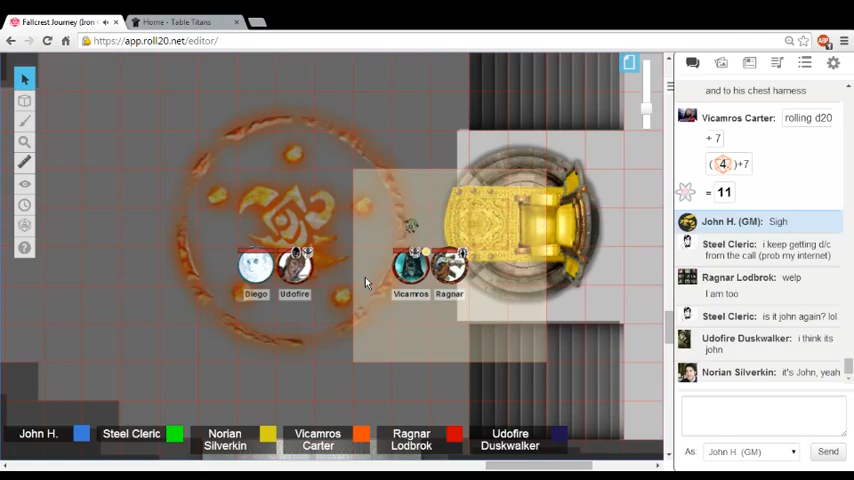 Fallcrest Journey (Iron
Home - Table Titans
https://app.roll20.net/editor/
ABP
and to his chest harness
Vicamros Carter: rolling d20
+ 7
(4)+7
= 11
John H. (GM): Sigh
Steel Cleric: i keep getting d/c
from the call (prob my internet)
Ragnar Lodbrok: welp
I am too
Steel Cleric: is it john again? lol
Udofire Duskwalker: i think its
john
Norian Silverkin: it's John, yeah
Diego
Udofire
Vicamros
Ragnar
John H.
Steel Cleric
Norian
Silverkin
Vicamros
Carter
Ragnar
Lodbrok
Udofire
Duskwalker
As: John H. (GM)
Send